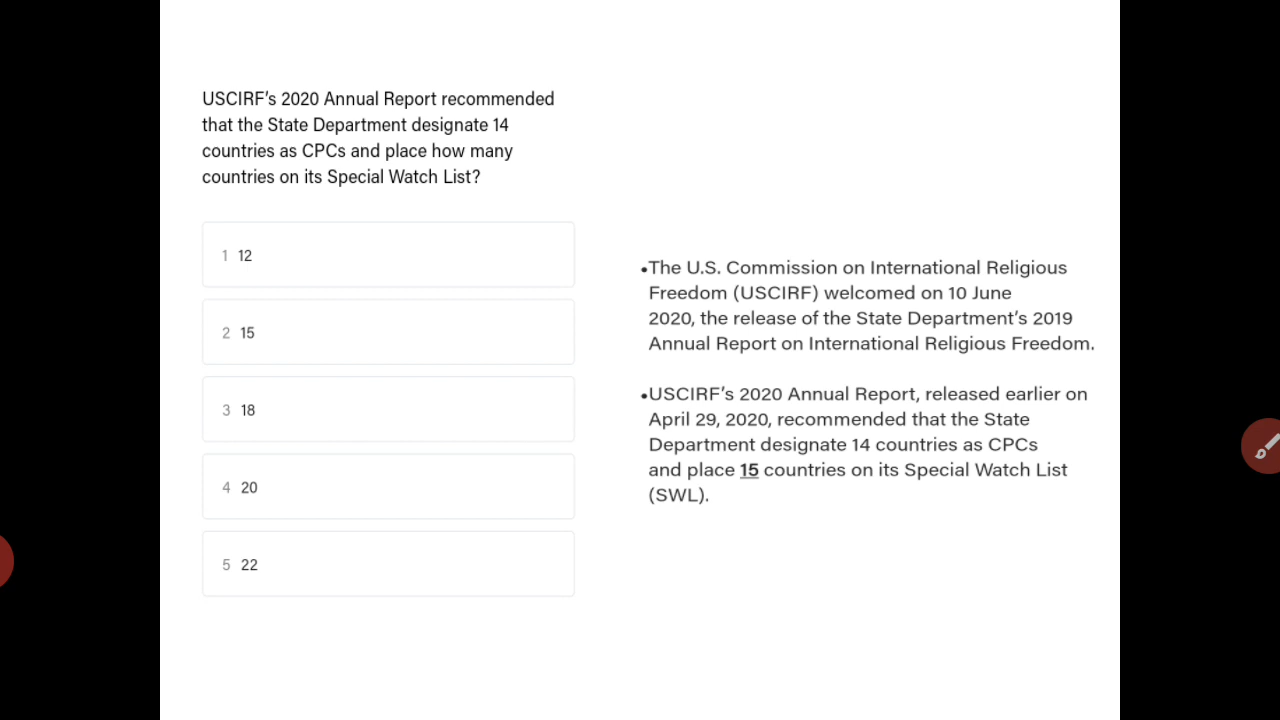 USCIRF's 2020 Annual Report recommended
that the State Department designate 14
countries as CPCs and place how many
countries on its Special Watch List?
1 12
2 15
3 18
4 20
5 22
•The U.S. Commission on International Religious
Freedom (USCIRF) welcomed on 10 June
2020, the release of the State Department's 2019
Annual Report on International Religious Freedom.
•USCIRF's 2020 Annual Report, released earlier on
April 29, 2020, recommended that the State
Department designate 14 countries as CPCs
and place 15 countries on its Special Watch List
(SWL).